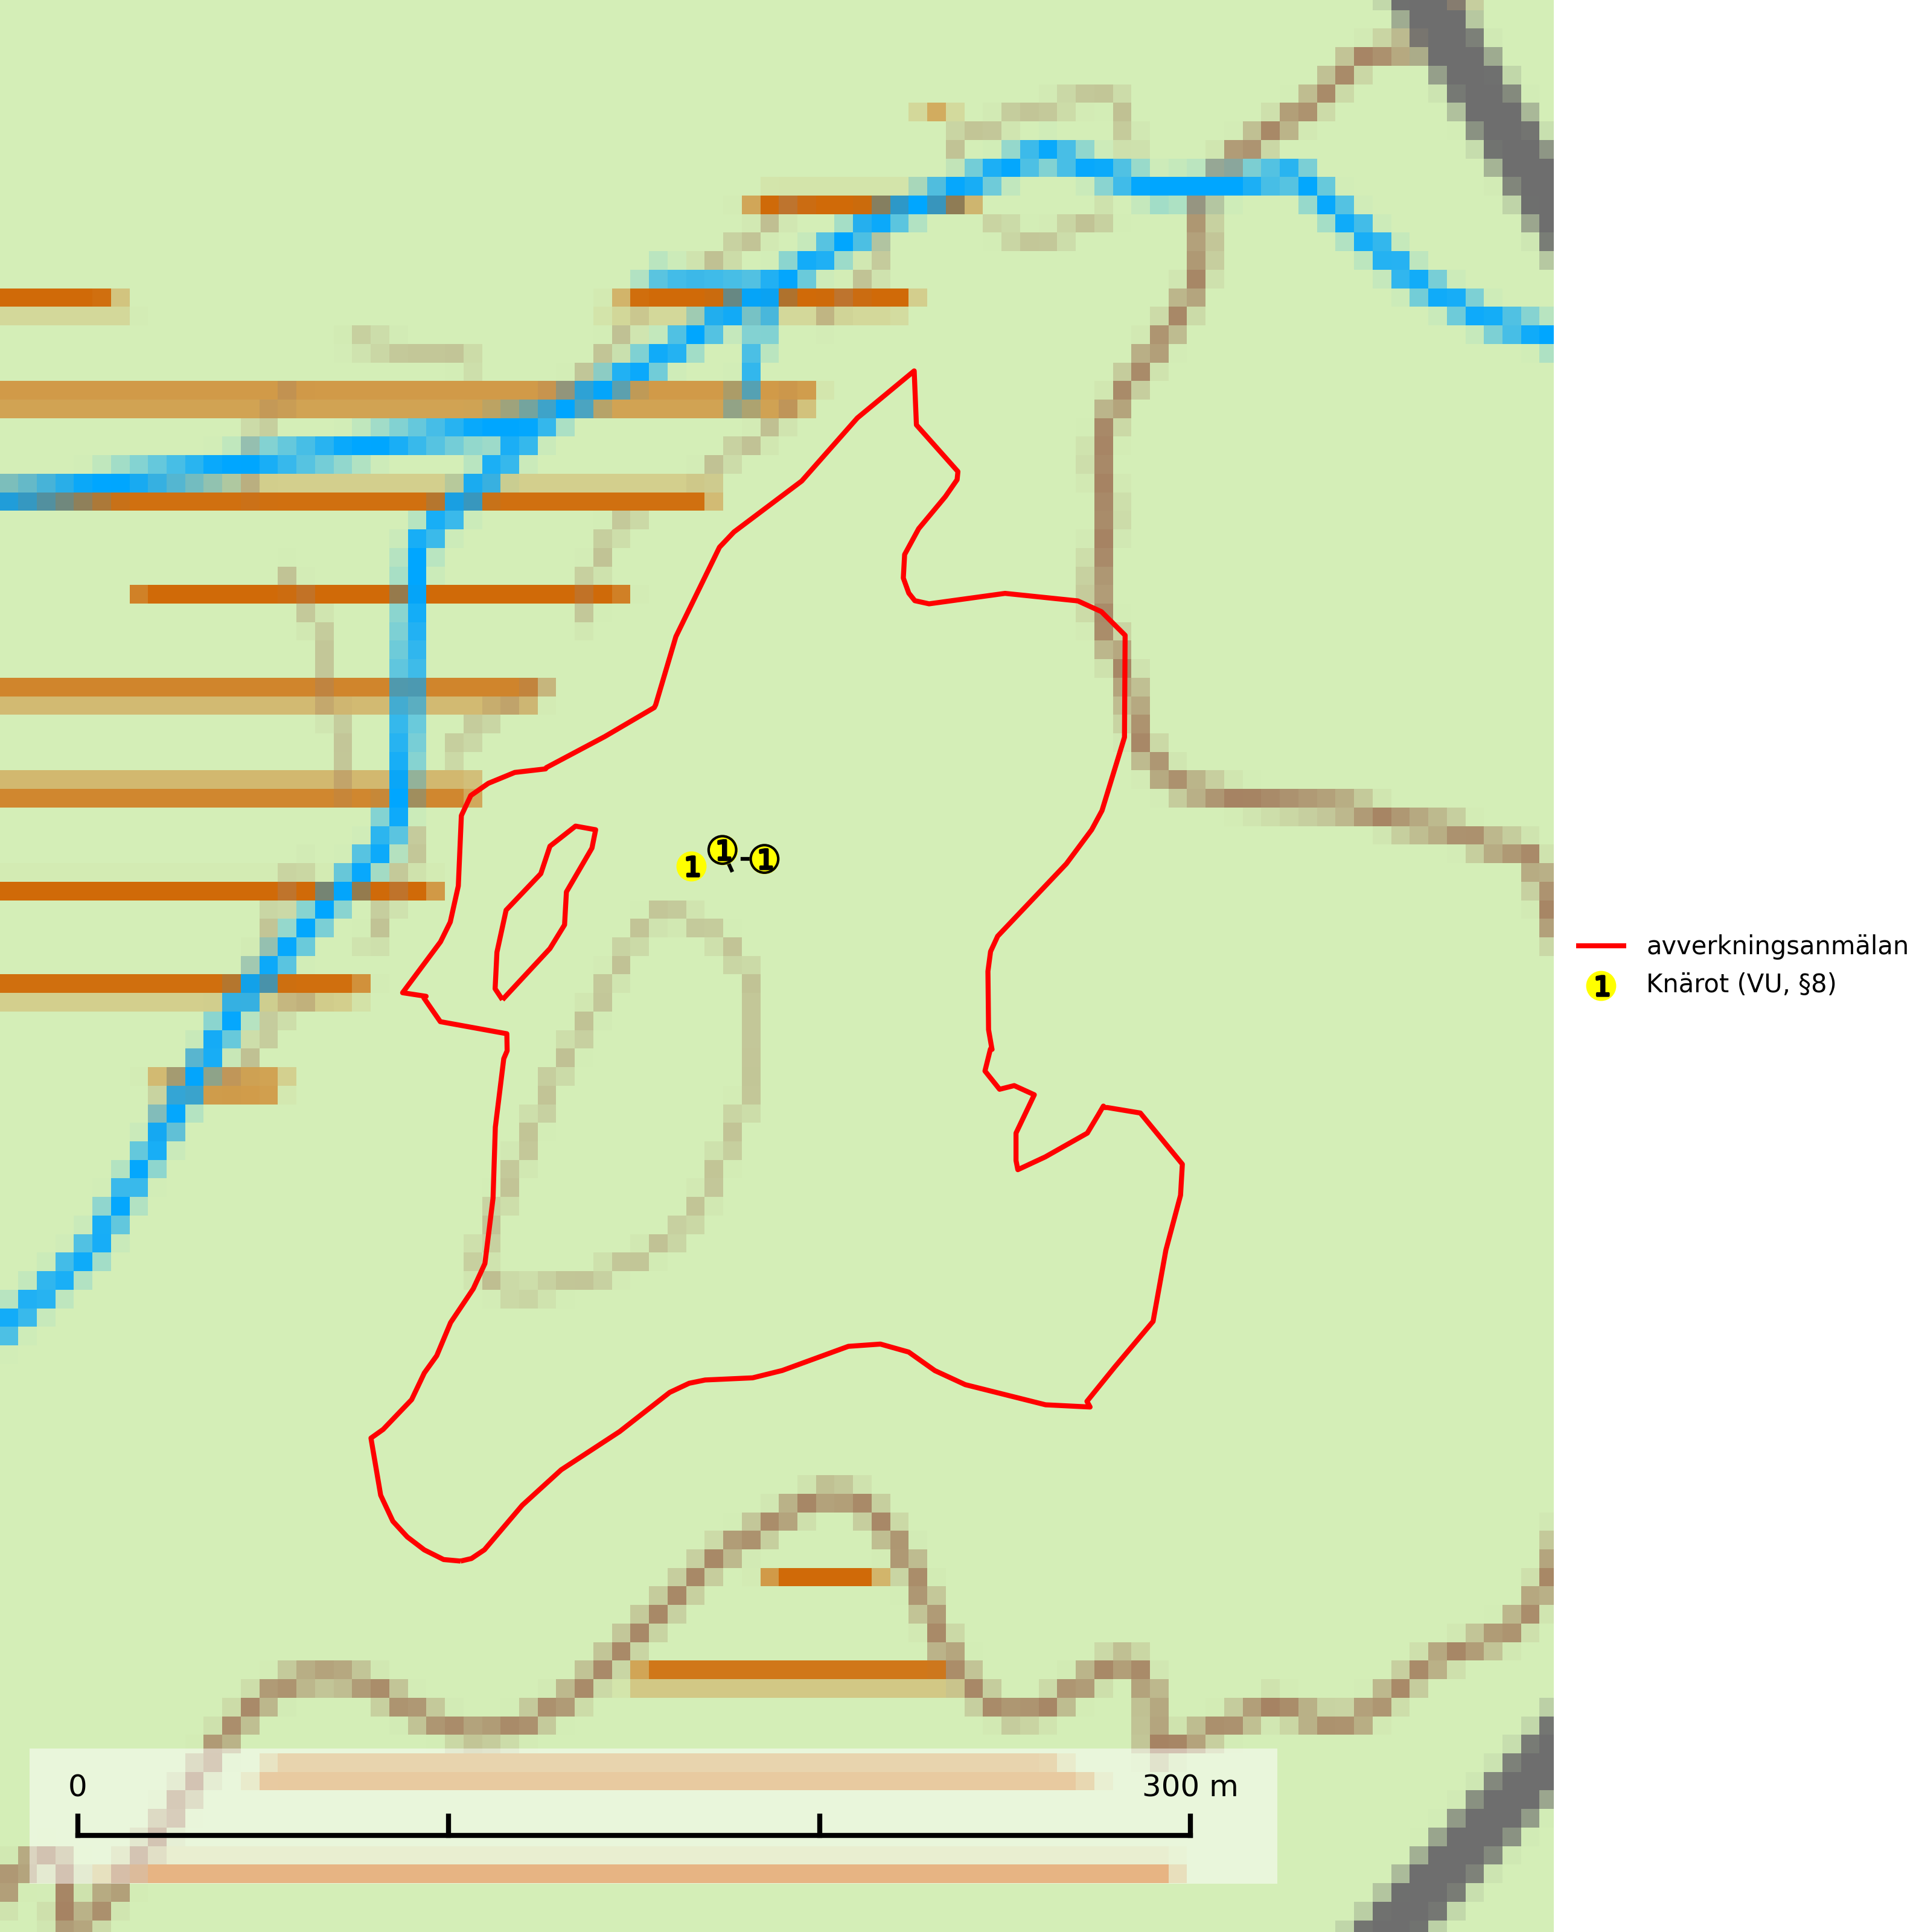 1 1 1
avverkningsanmälan
1 Knärot (VU, §8)
0 300 m